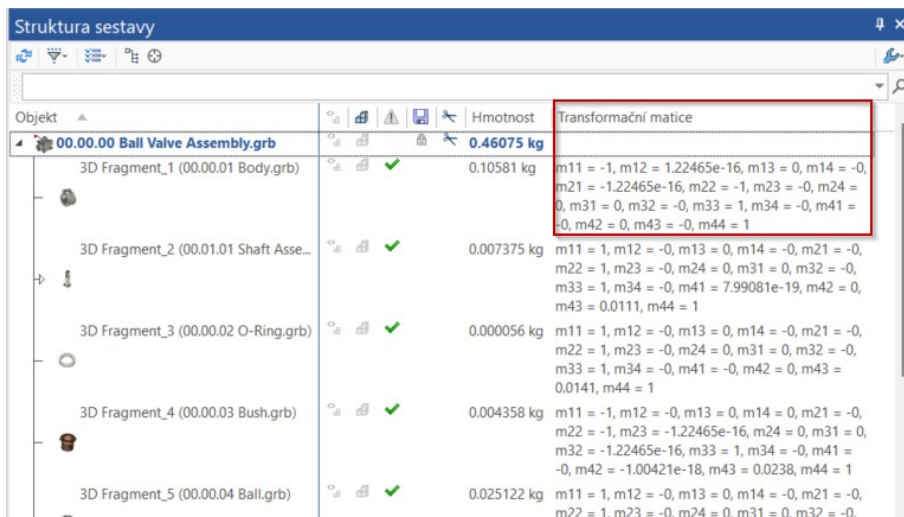 Struktura sestavy
Objekt Hmotnost Transformační matice
00.00.00 Ball Valve Assembly.grb 0.46075 kg
3D Fragment_1 (00.00.01 Body.grb) 0.10581 kg m11 = -1, m12 = 1.22465e-16, m13 = 0, m14 = -0,
m21 = -1.22465e-16, m22 = -1, m23 = -0, m24 =
0, m31 = 0, m32 = -0, m33 = 1, m34 = -0, m41 =
-0, m42 = 0, m43 = -0, m44 = 1
3D Fragment_2 (00.01.01 Shaft Asse... 0.007375 kg m11 = 1, m12 = -0, m13 = 0, m14 = -0, m21 = -0,
m22 = 1, m23 = -0, m24 = 0, m31 = 0, m32 = -0,
m33 = 1, m34 = -0, m41 = 7.99081e-19, m42 = 0,
m43 = 0.0111, m44 = 1
3D Fragment_3 (00.00.02 O-Ring.grb) 0.000056 kg m11 = 1, m12 = -0, m13 = 0, m14 = -0, m21 = -0,
m22 = 1, m23 = -0, m24 = 0, m31 = 0, m32 = -0,
m33 = 1, m34 = -0, m41 = -0, m42 = 0, m43 =
0.0141, m44 = 1
3D Fragment_4 (00.00.03 Bush.grb) 0.004358 kg m11 = -1, m12 = -0, m13 = 0, m14 = 0, m21 = -0,
m22 = -1, m23 = -1.22465e-16, m24 = 0, m31 = 0,
m32 = -1.22465e-16, m33 = 1, m34 = -0, m41 =
-0, m42 = -1.00421e-18, m43 = 0.0238, m44 = 1
3D Fragment_5 (00.00.04 Ball.grb) 0.025122 kg m11 = 1, m12 = -0, m13 = 0, m14 = -0, m21 = -0,
m22 = 1, m23 = -0, m24 = 0, m31 = 0, m32 = -0,